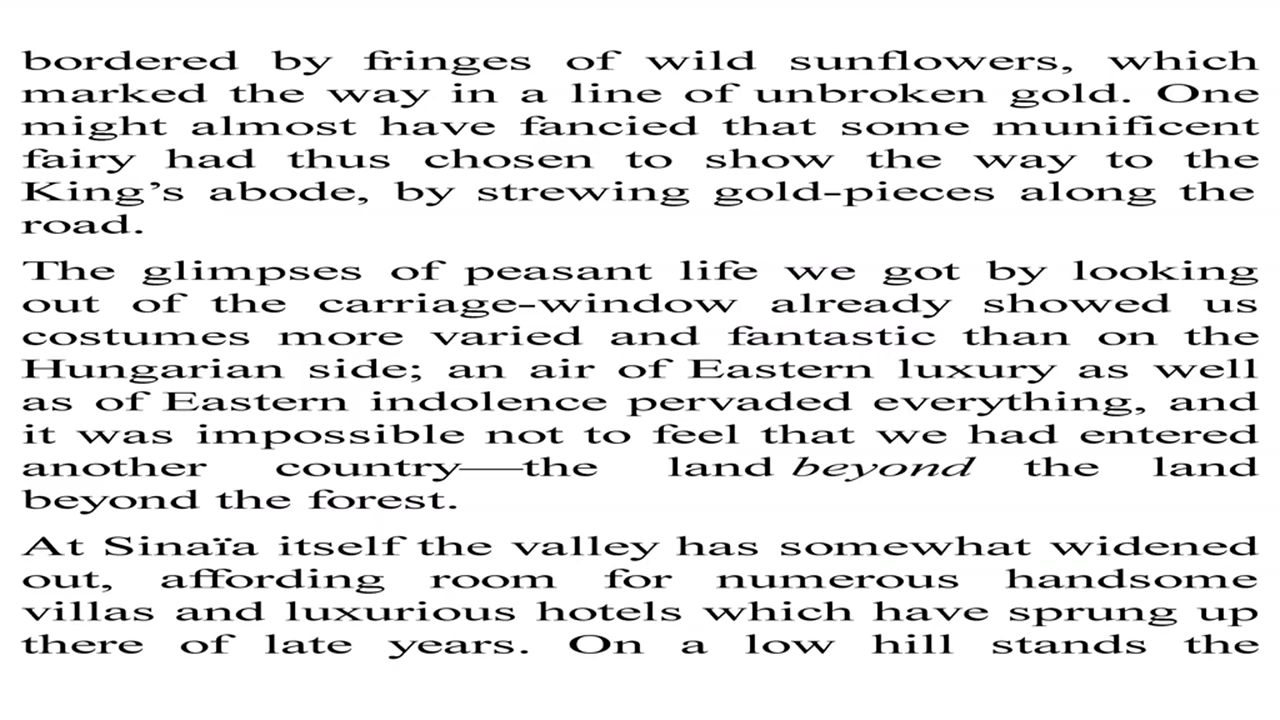 bordered by fringes of wild sunflowers, which
marked the way in a line of unbroken gold. One
might almost have fancied that some munificent
fairy had thus chosen to show the way to the
King’s abode, by strewing gold-pieces along the
road.
The glimpses of peasant life we got by looking
out of the carriage-window already showed us
costumes more varied and fantastic than on the
Hungarian side; an air of Eastern luxury as well
as of Eastern indolence pervaded everything, and
it was impossible not to feel that we had entered
another country—the land beyond the land
beyond the forest.
At Sinaïa itself the valley has somewhat widened
out, affording room for numerous handsome
villas and luxurious hotels which have sprung up
there of late years. On a low hill stands the